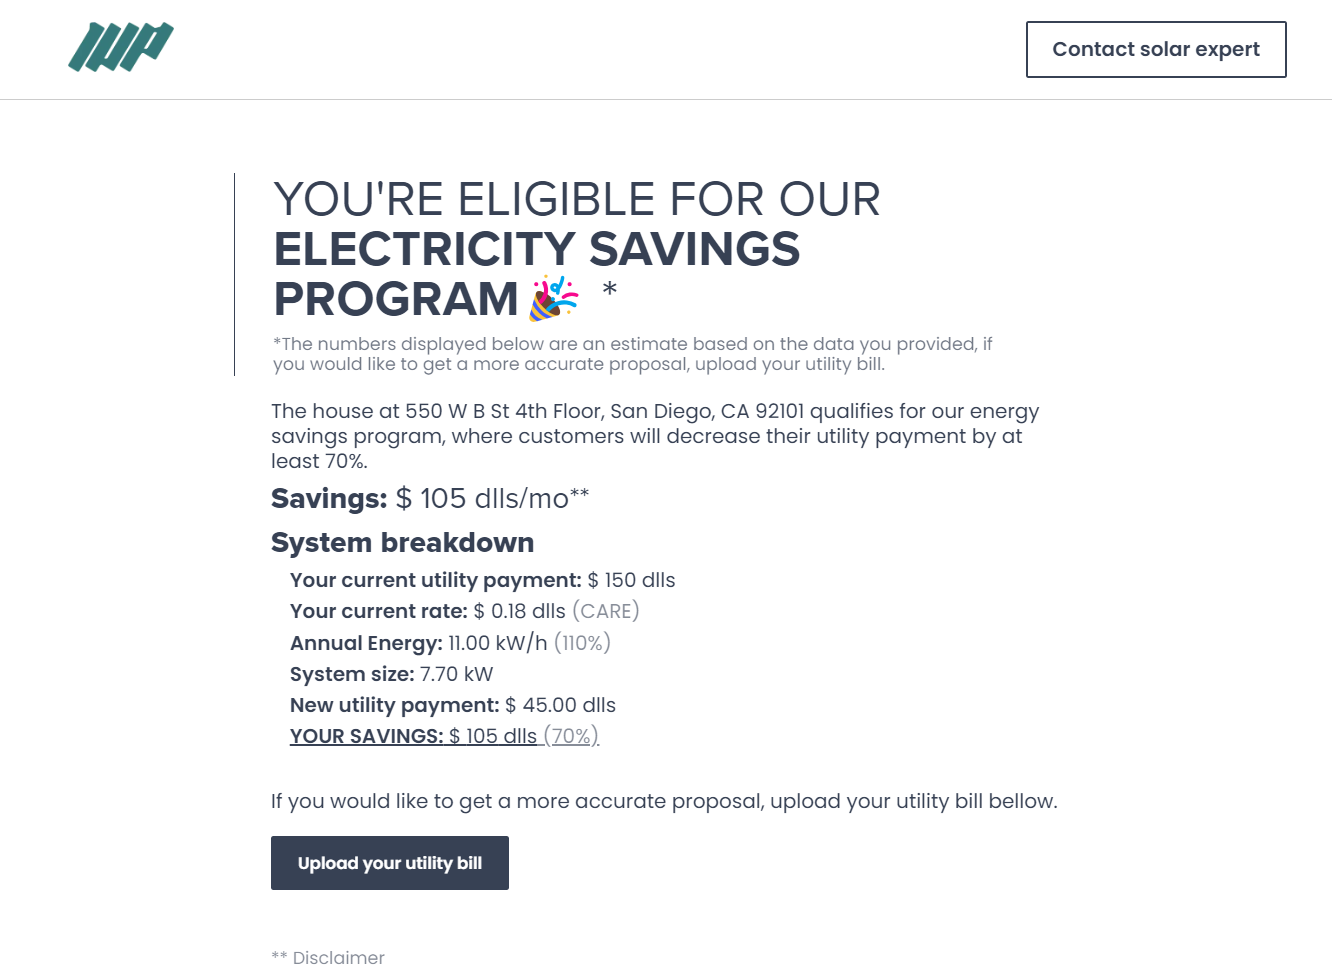 Contact solar expert
YOU'RE ELIGIBLE FOR OUR
ELECTRICITY SAVINGS
PROGRAM🎉 *
*The numbers displayed below are an estimate based on the data you provided, if
you would like to get a more accurate proposal, upload your utility bill.
The house at 550 W B St 4th Floor, San Diego, CA 92101 qualifies for our energy
savings program, where customers will decrease their utility payment by at
least 70%.
Savings: $ 105 dlls/mo**
System breakdown
Your current utility payment: $ 150 dlls
Your current rate: $ 0.18 dlls (CARE)
Annual Energy: 11.00 kW/h (110%)
System size: 7.70 kW
New utility payment: $ 45.00 dlls
YOUR SAVINGS: $ 105 dlls (70%)
If you would like to get a more accurate proposal, upload your utility bill bellow.
Upload your utility bill
** Disclaimer